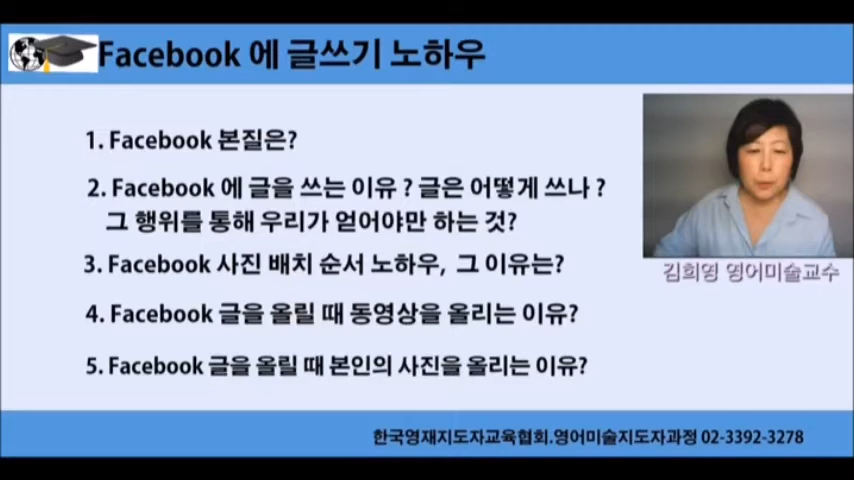 Facebook 에 글쓰기 노하우
1. Facebook 본질은?
2. Facebook 에 글을 쓰는 이유 ? 글은 어떻게 쓰나 ?
그 행위를 통해 우리가 얻어야만 하는 것?
3. Facebook 사진 배치 순서 노하우, 그 이유는?
4. Facebook 글을 올릴 때 동영상을 올리는 이유?
5. Facebook 글을 올릴 때 본인의 사진을 올리는 이유?
김희영 영어미술교수
한국영재지도자교육협회.영어미술지도자과정 02-3392-3278